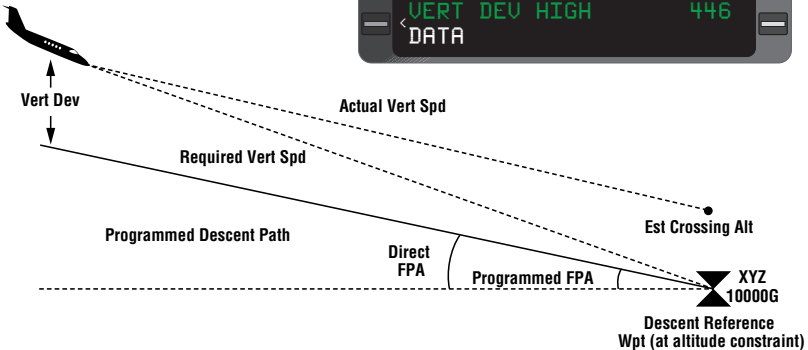 VERT DEV HIGH 446
<DATA
Vert Dev
Actual Vert Spd
Required Vert Spd
Est Crossing Alt
Programmed Descent Path
Direct
FPA
Programmed FPA
XYZ
10000G
Descent Reference
Wpt (at altitude constraint)